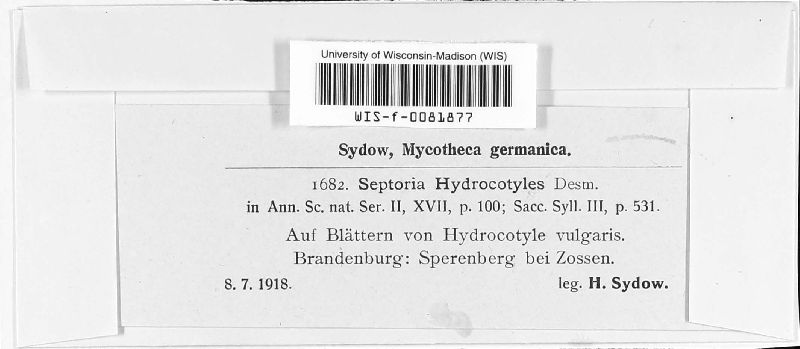 University of Wisconsin-Madison (WIS)
WIS-f-0081877
Sydow, Mycotheca germanica.
1682. Septoria Hydrocotyles Desm.
in Ann. Sc. nat. Ser. II, XVII, p. 100; Sacc. Syll. III, p. 531.
Auf Blättern von Hydrocotyle vulgaris.
Brandenburg: Sperenberg bei Zossen.
8. 7. 1918. leg. H. Sydow.